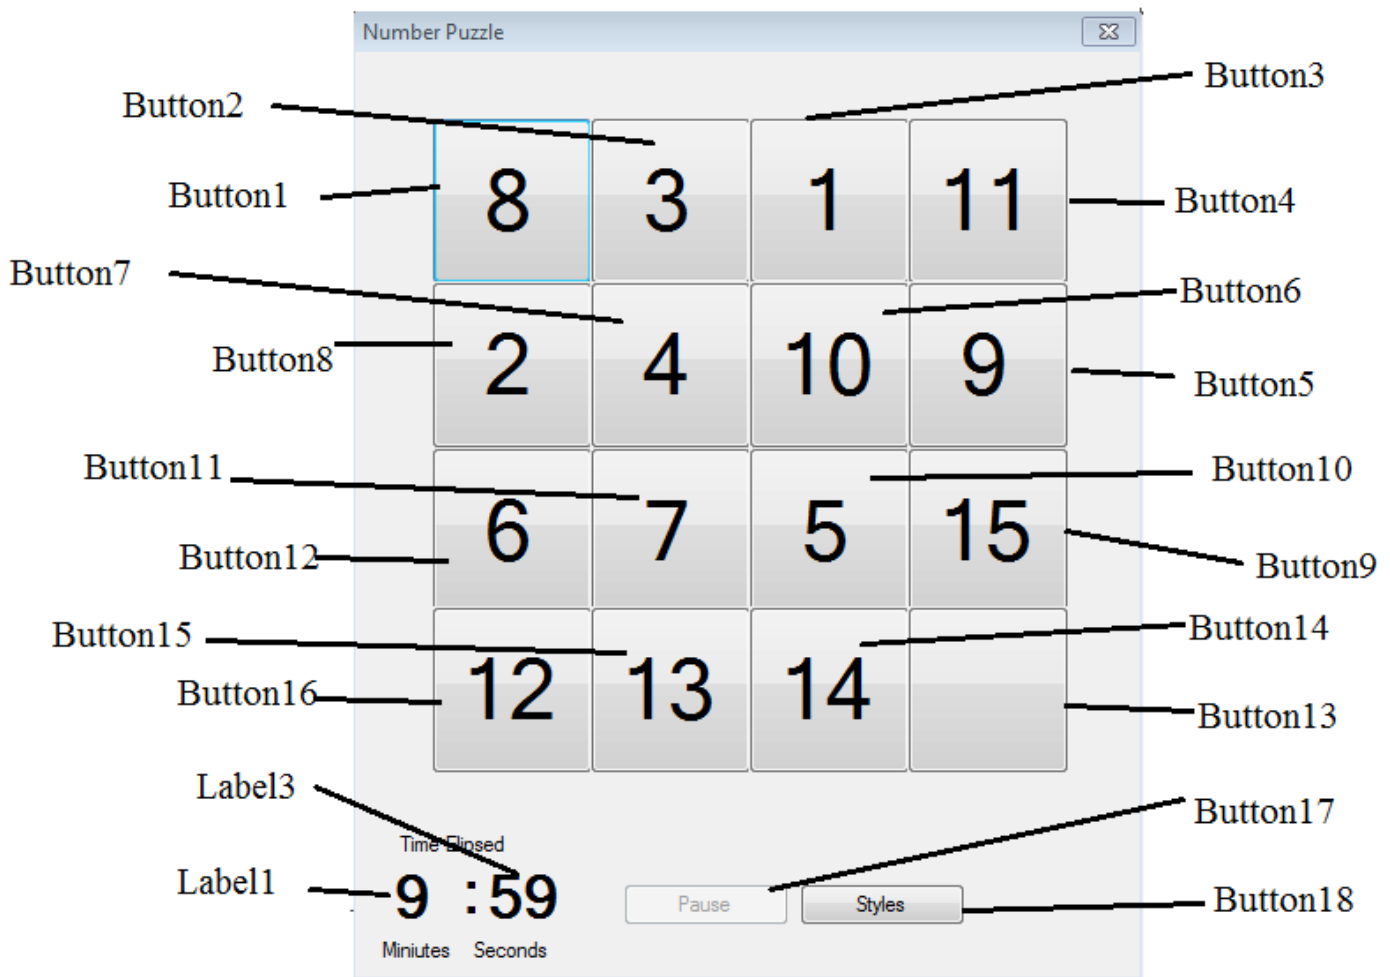 Number Puzzle
Button3
Button2
Button1
8 3 1 11
Button4
Button7
Button6
Button8
2 4 10 9
Button5
Button11
Button10
6 7 5 15
Button12
Button9
Button15
Button14
Button16
12 13 14
Button13
Label3
Button17
Time Elipsed
Label1
9 : 59
Pause
Styles
Button18
Miniutes Seconds